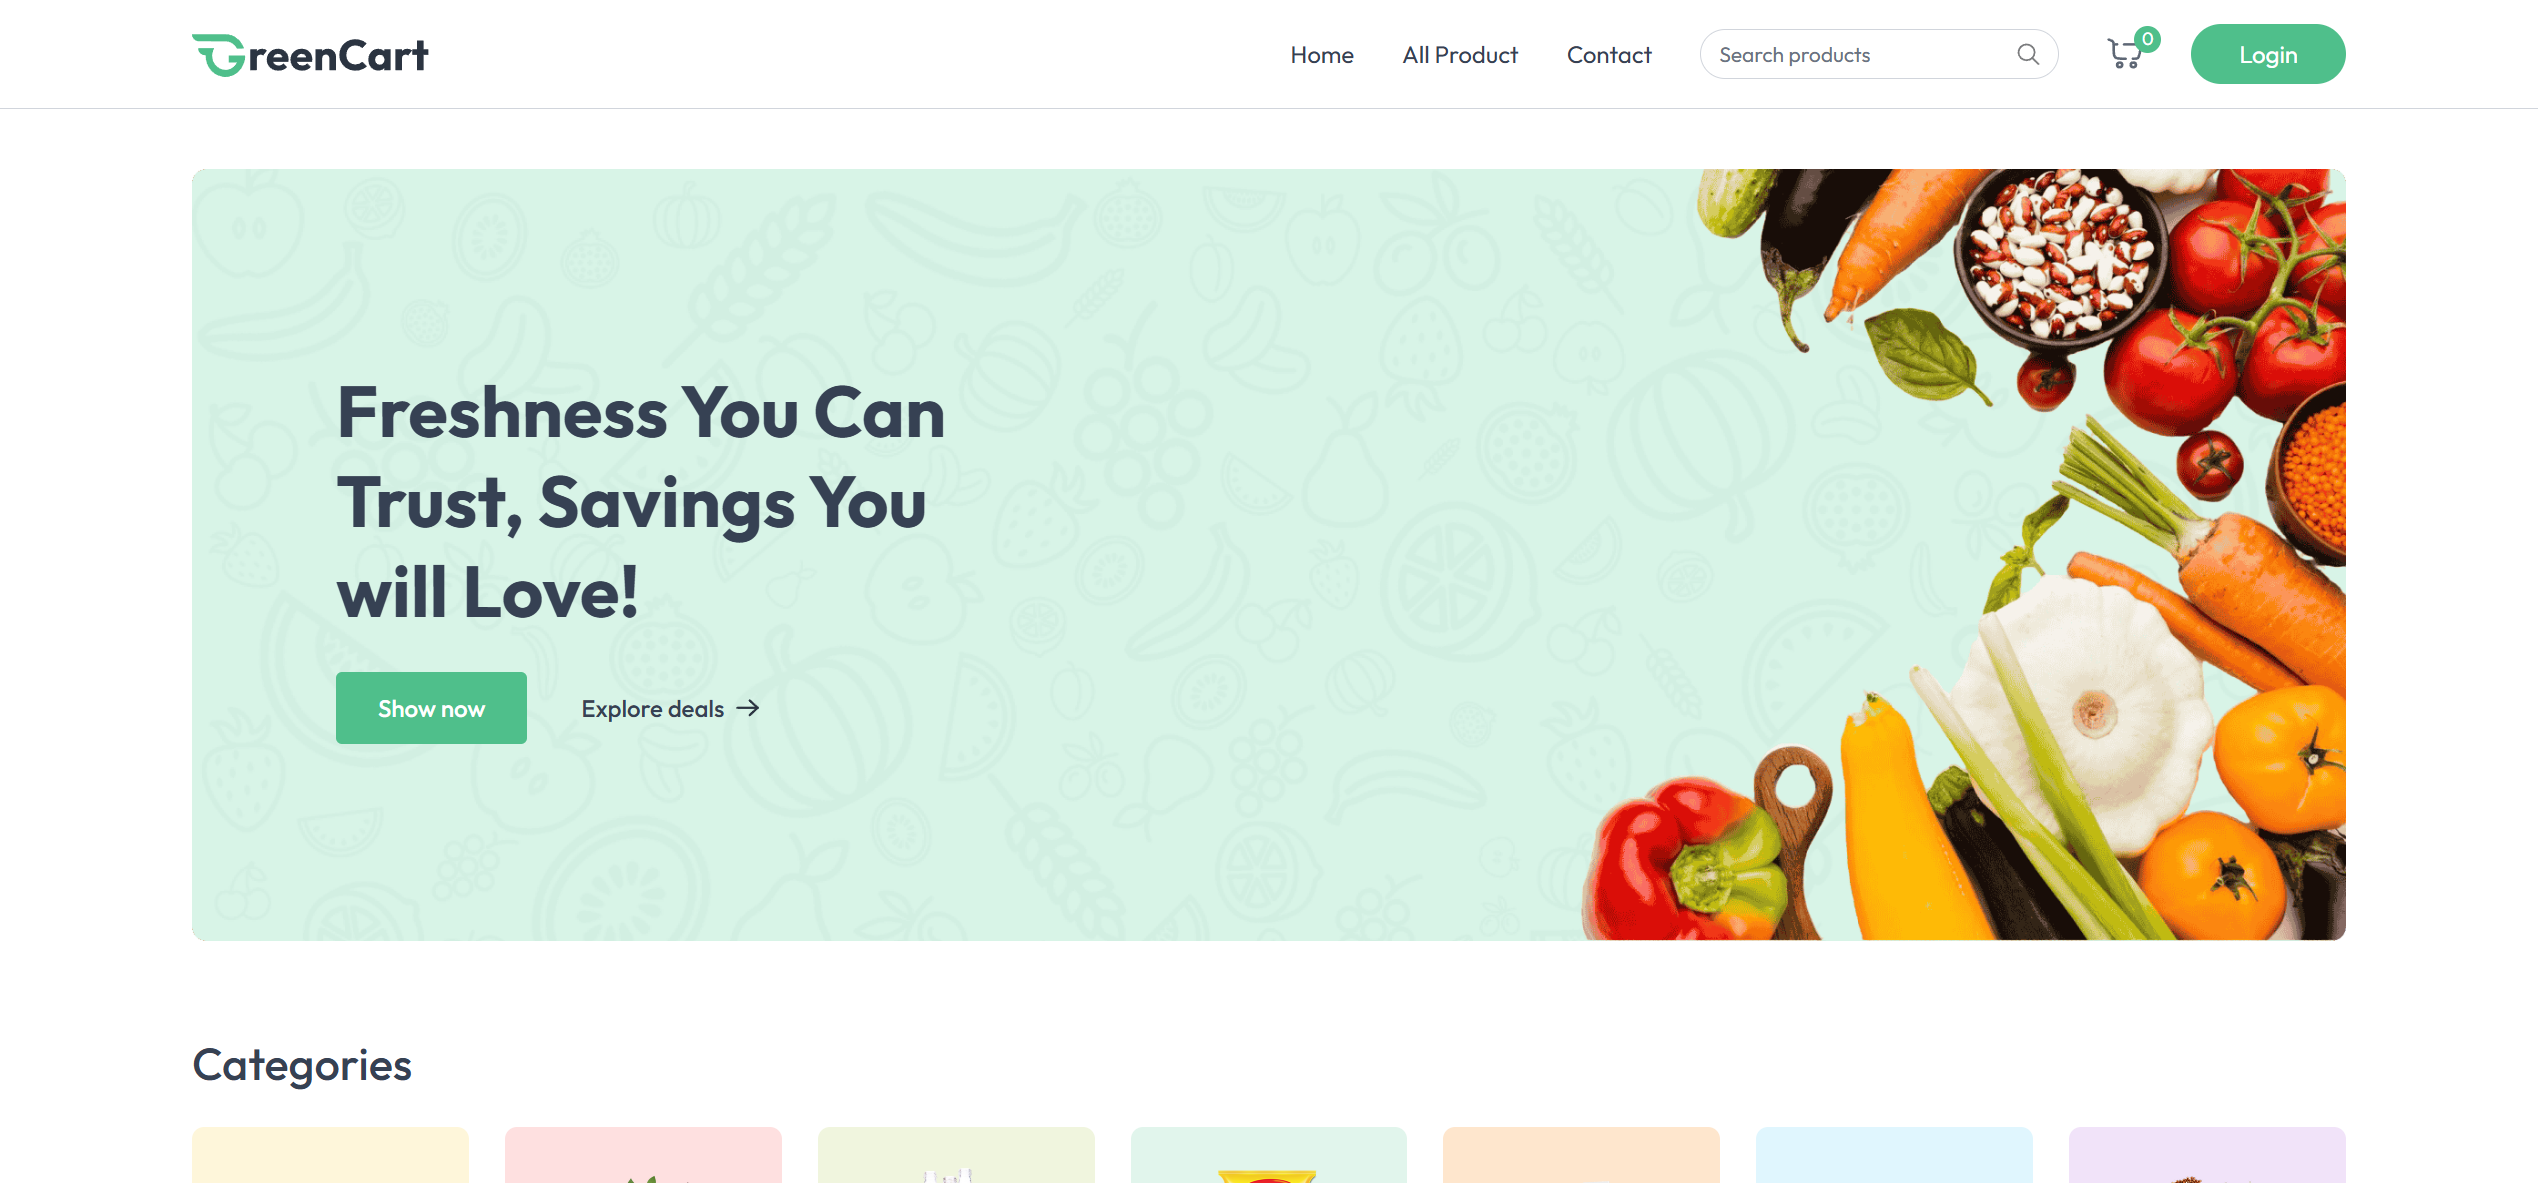 GreenCart
Home
All Product
Contact
Search products
0
Login
Freshness You Can
Trust, Savings You
will Love!
Show now
Explore deals
Categories